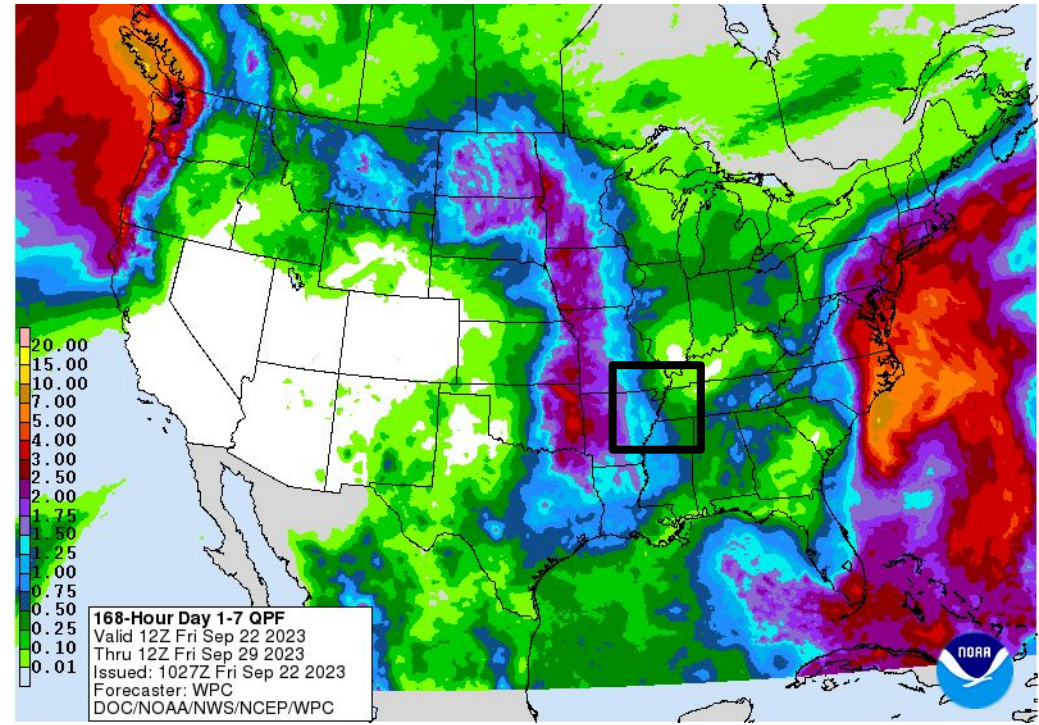 20.00
15.00
10.00
7.00
5.00
4.00
3.00
2.50
2.00
1.75
1.50
1.25
1.00
0.75
0.50
0.25
0.10
0.01
168-Hour Day 1-7 QPF
Valid 12Z Fri Sep 22 2023
Thru 12Z Fri Sep 29 2023
Issued: 1027Z Fri Sep 22 2023
Forecaster: WPC
DOC/NOAA/NWS/NCEP/WPC
NOAA